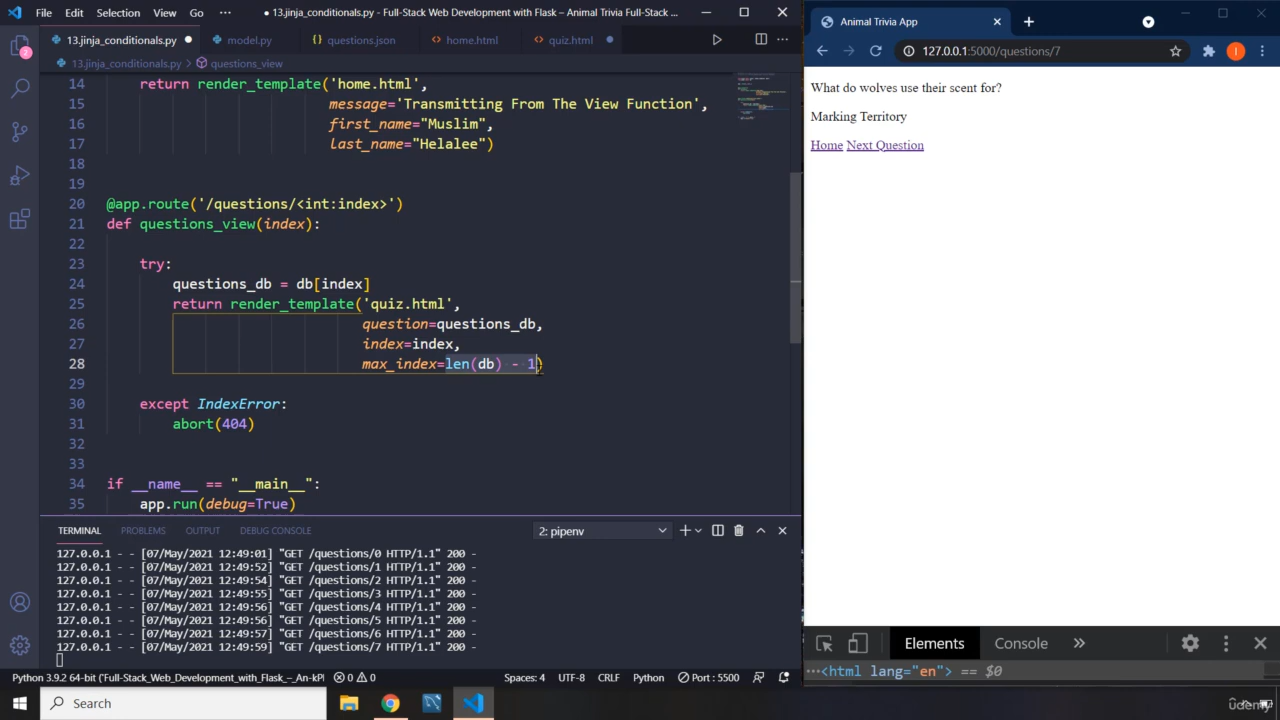 File Edit Selection View Go ··· ● 13.jinja_conditionals.py - Full-Stack Web Development with Flask – Animal Trivia Full-Stack ...
13.jinja_conditionals.py ● model.py {} questions.json <> home.html <> quiz.html ●
13.jinja_conditionals.py > questions_view
14 return render_template('home.html',
15 message='Transmitting From The View Function',
16 first_name="Muslim",
17 last_name="Helalee")
18
19
20 @app.route('/questions/<int:index>')
21 def questions_view(index):
22
23 try:
24 questions_db = db[index]
25 return render_template('quiz.html',
26 question=questions_db,
27 index=index,
28 max_index=len(db) - 1)
29
30 except IndexError:
31 abort(404)
32
33
34 if __name__ == "__main__":
35 app.run(debug=True)
TERMINAL PROBLEMS OUTPUT DEBUG CONSOLE 2: pipenv
127.0.0.1 - - [07/May/2021 12:49:01] "GET /questions/0 HTTP/1.1" 200 -
127.0.0.1 - - [07/May/2021 12:49:52] "GET /questions/1 HTTP/1.1" 200 -
127.0.0.1 - - [07/May/2021 12:49:54] "GET /questions/2 HTTP/1.1" 200 -
127.0.0.1 - - [07/May/2021 12:49:55] "GET /questions/3 HTTP/1.1" 200 -
127.0.0.1 - - [07/May/2021 12:49:56] "GET /questions/4 HTTP/1.1" 200 -
127.0.0.1 - - [07/May/2021 12:49:56] "GET /questions/5 HTTP/1.1" 200 -
127.0.0.1 - - [07/May/2021 12:49:57] "GET /questions/6 HTTP/1.1" 200 -
127.0.0.1 - - [07/May/2021 12:49:57] "GET /questions/7 HTTP/1.1" 200 -
0 0 Spaces: 4 UTF-8 CRLF Python Port : 5500
Python 3.9.2 64-bit
Search
Animal Trivia App
127.0.0.1:5000/questions/7
I
What do wolves use their scent for?
Marking Territory
Home Next Question
Elements Console »
···<html lang="en"> == $0
udemy